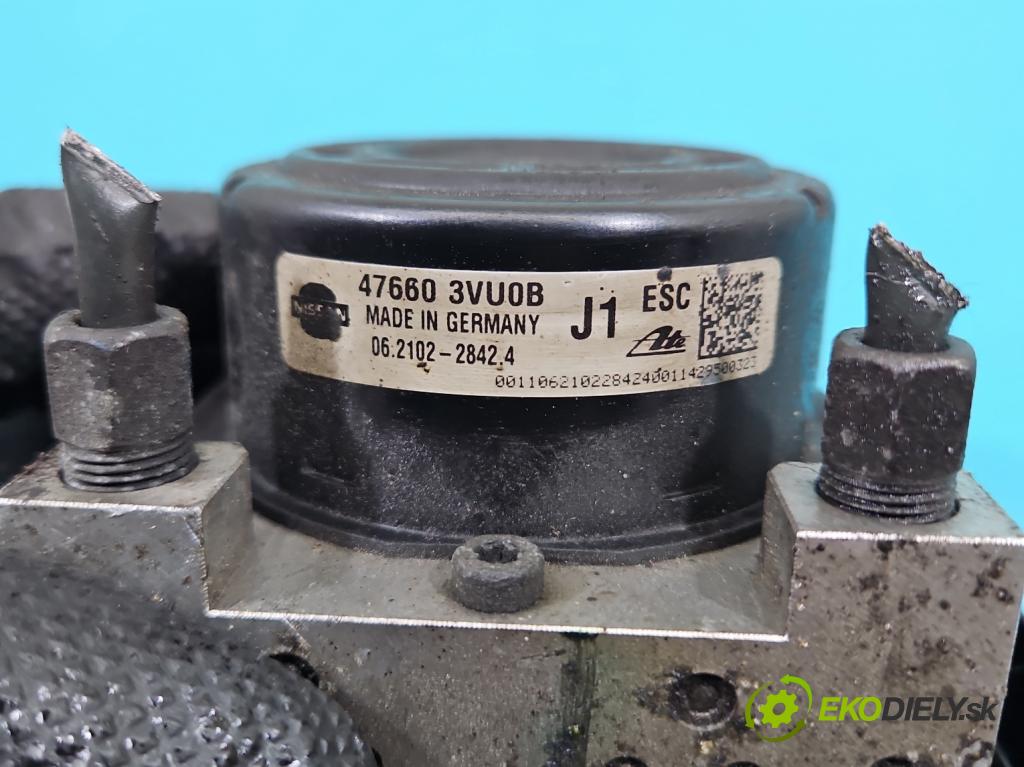 NISSAN
47660 3VU0B
MADE IN GERMANY
06.2102-2842.4
J1
ESC
Ate
0011062102284240011429500323
EKODIELY.sk